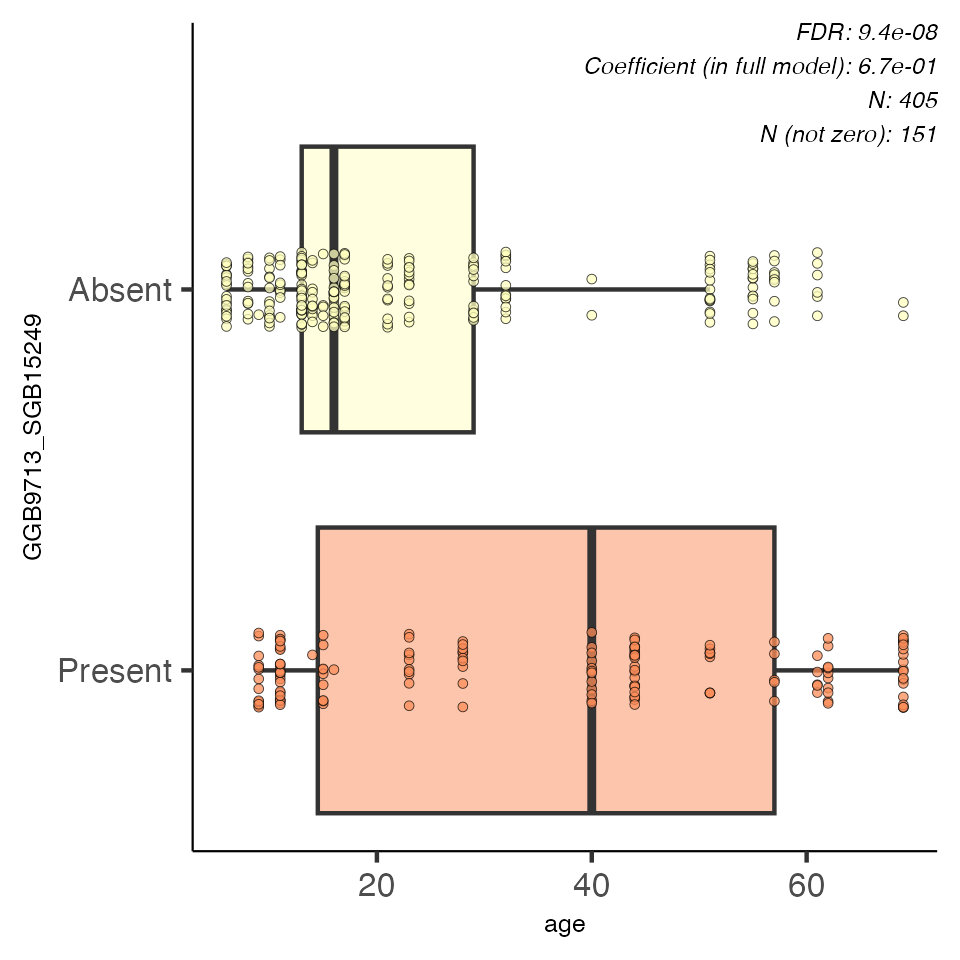 FDR: 9.4e-08
Coefficient (in full model): 6.7e-01
N: 405
N (not zero): 151
Absent
Present
GGB9713_SGB15249
20 40 60
age